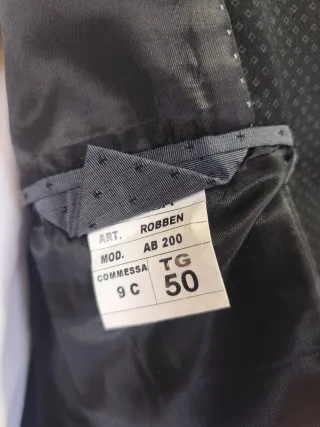 ART. ROBBEN
MOD. AB 200
COMMESSA TG
9 C 50